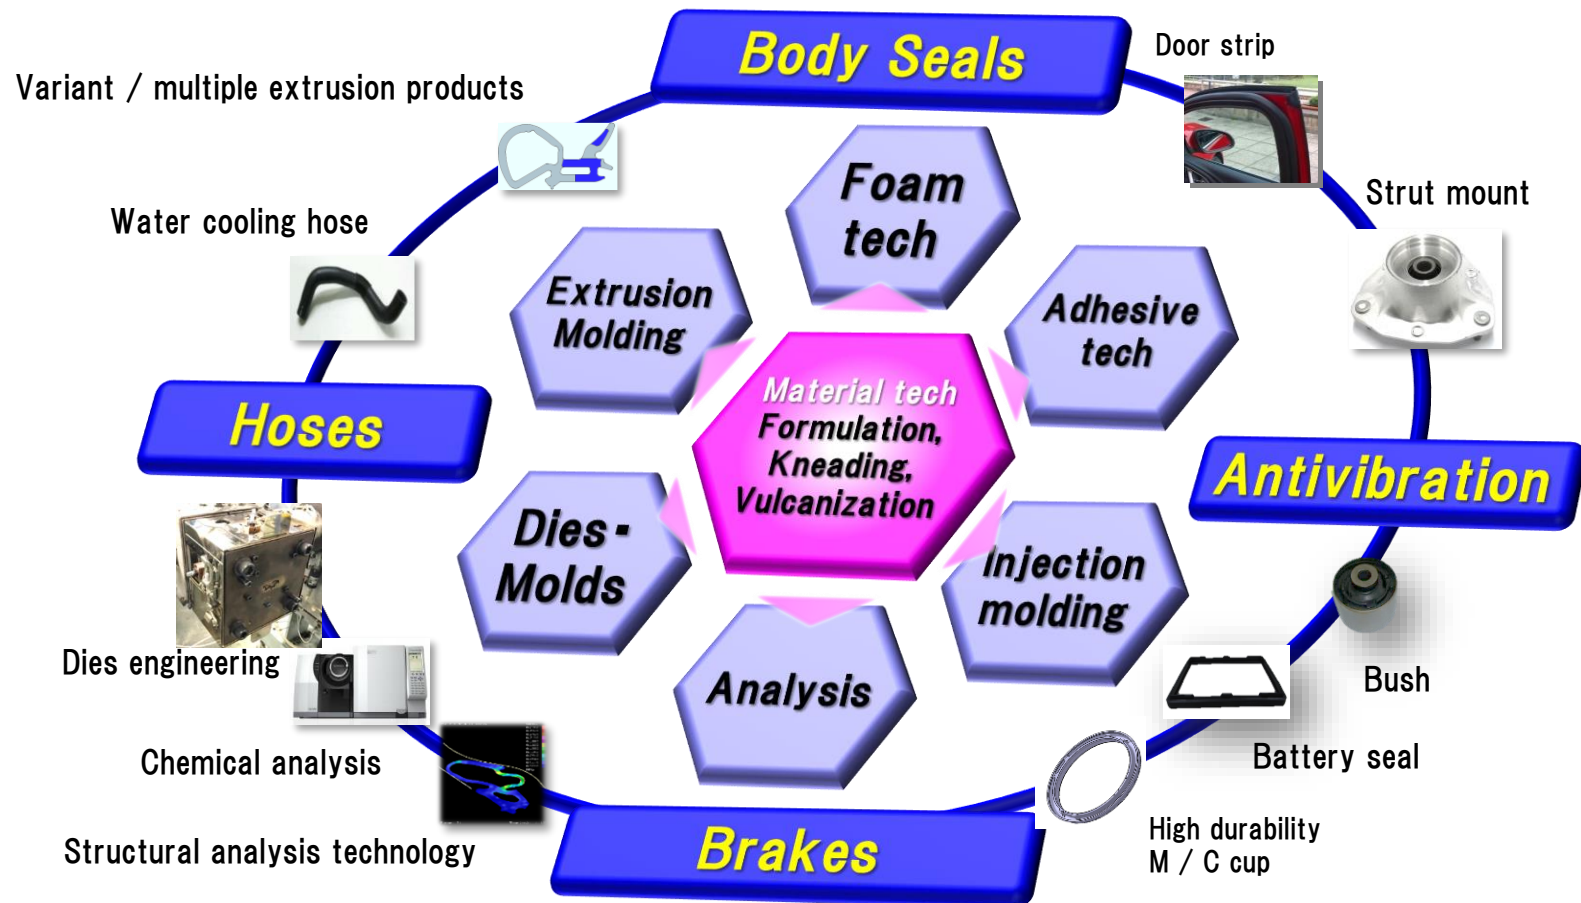 Body Seals
Door strip
Variant / multiple extrusion products
Strut mount
Water cooling hose
Foam
tech
Extrusion
Molding
Adhesive
tech
Material tech
Formulation,
Kneading,
Vulcanization
Hoses
Antivibration
Dies・
Molds
Injection
molding
Dies engineering
Analysis
Bush
Chemical analysis
Battery seal
Structural analysis technology
Brakes
High durability
M / C cup